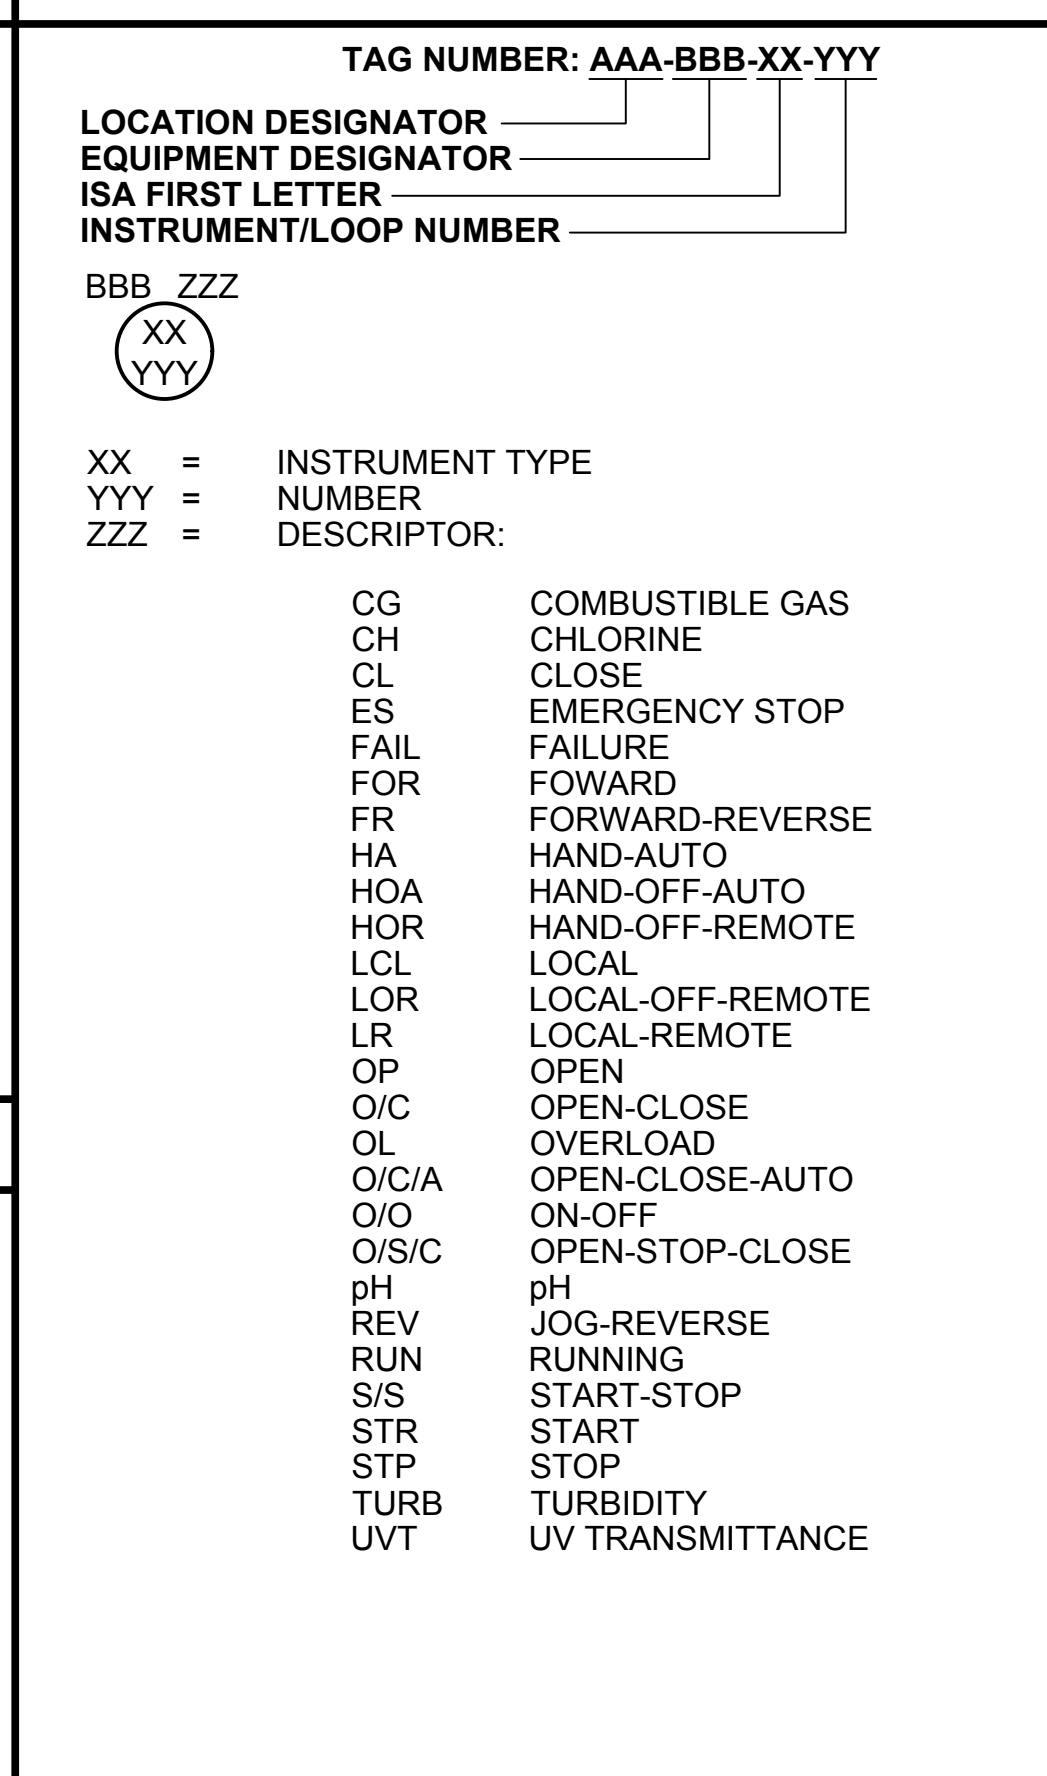 TAG NUMBER: AAA-BBB-XX-YYY
LOCATION DESIGNATOR
EQUIPMENT DESIGNATOR
ISA FIRST LETTER
INSTRUMENT/LOOP NUMBER
BBB ZZZ
XX
YYY
XX = INSTRUMENT TYPE
YYY = NUMBER
ZZZ = DESCRIPTOR:
CG COMBUSTIBLE GAS
CH CHLORINE
CL CLOSE
ES EMERGENCY STOP
FAIL FAILURE
FOR FOWARD
FR FORWARD-REVERSE
HA HAND-AUTO
HOA HAND-OFF-AUTO
HOR HAND-OFF-REMOTE
LCL LOCAL
LOR LOCAL-OFF-REMOTE
LR LOCAL-REMOTE
OP OPEN
O/C OPEN-CLOSE
OL OVERLOAD
O/C/A OPEN-CLOSE-AUTO
O/O ON-OFF
O/S/C OPEN-STOP-CLOSE
pH pH
REV JOG-REVERSE
RUN RUNNING
S/S START-STOP
STR START
STP STOP
TURB TURBIDITY
UVT UV TRANSMITTANCE